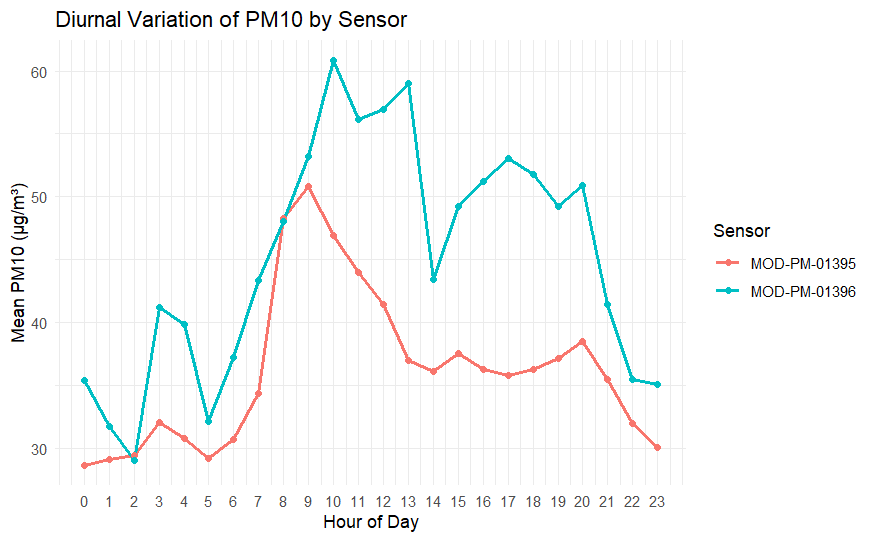 Diurnal Variation of PM10 by Sensor
Mean PM10 (µg/m³)
60
50
40
30
0 1 2 3 4 5 6 7 8 9 10 11 12 13 14 15 16 17 18 19 20 21 22 23
Hour of Day
Sensor
MOD-PM-01395
MOD-PM-01396